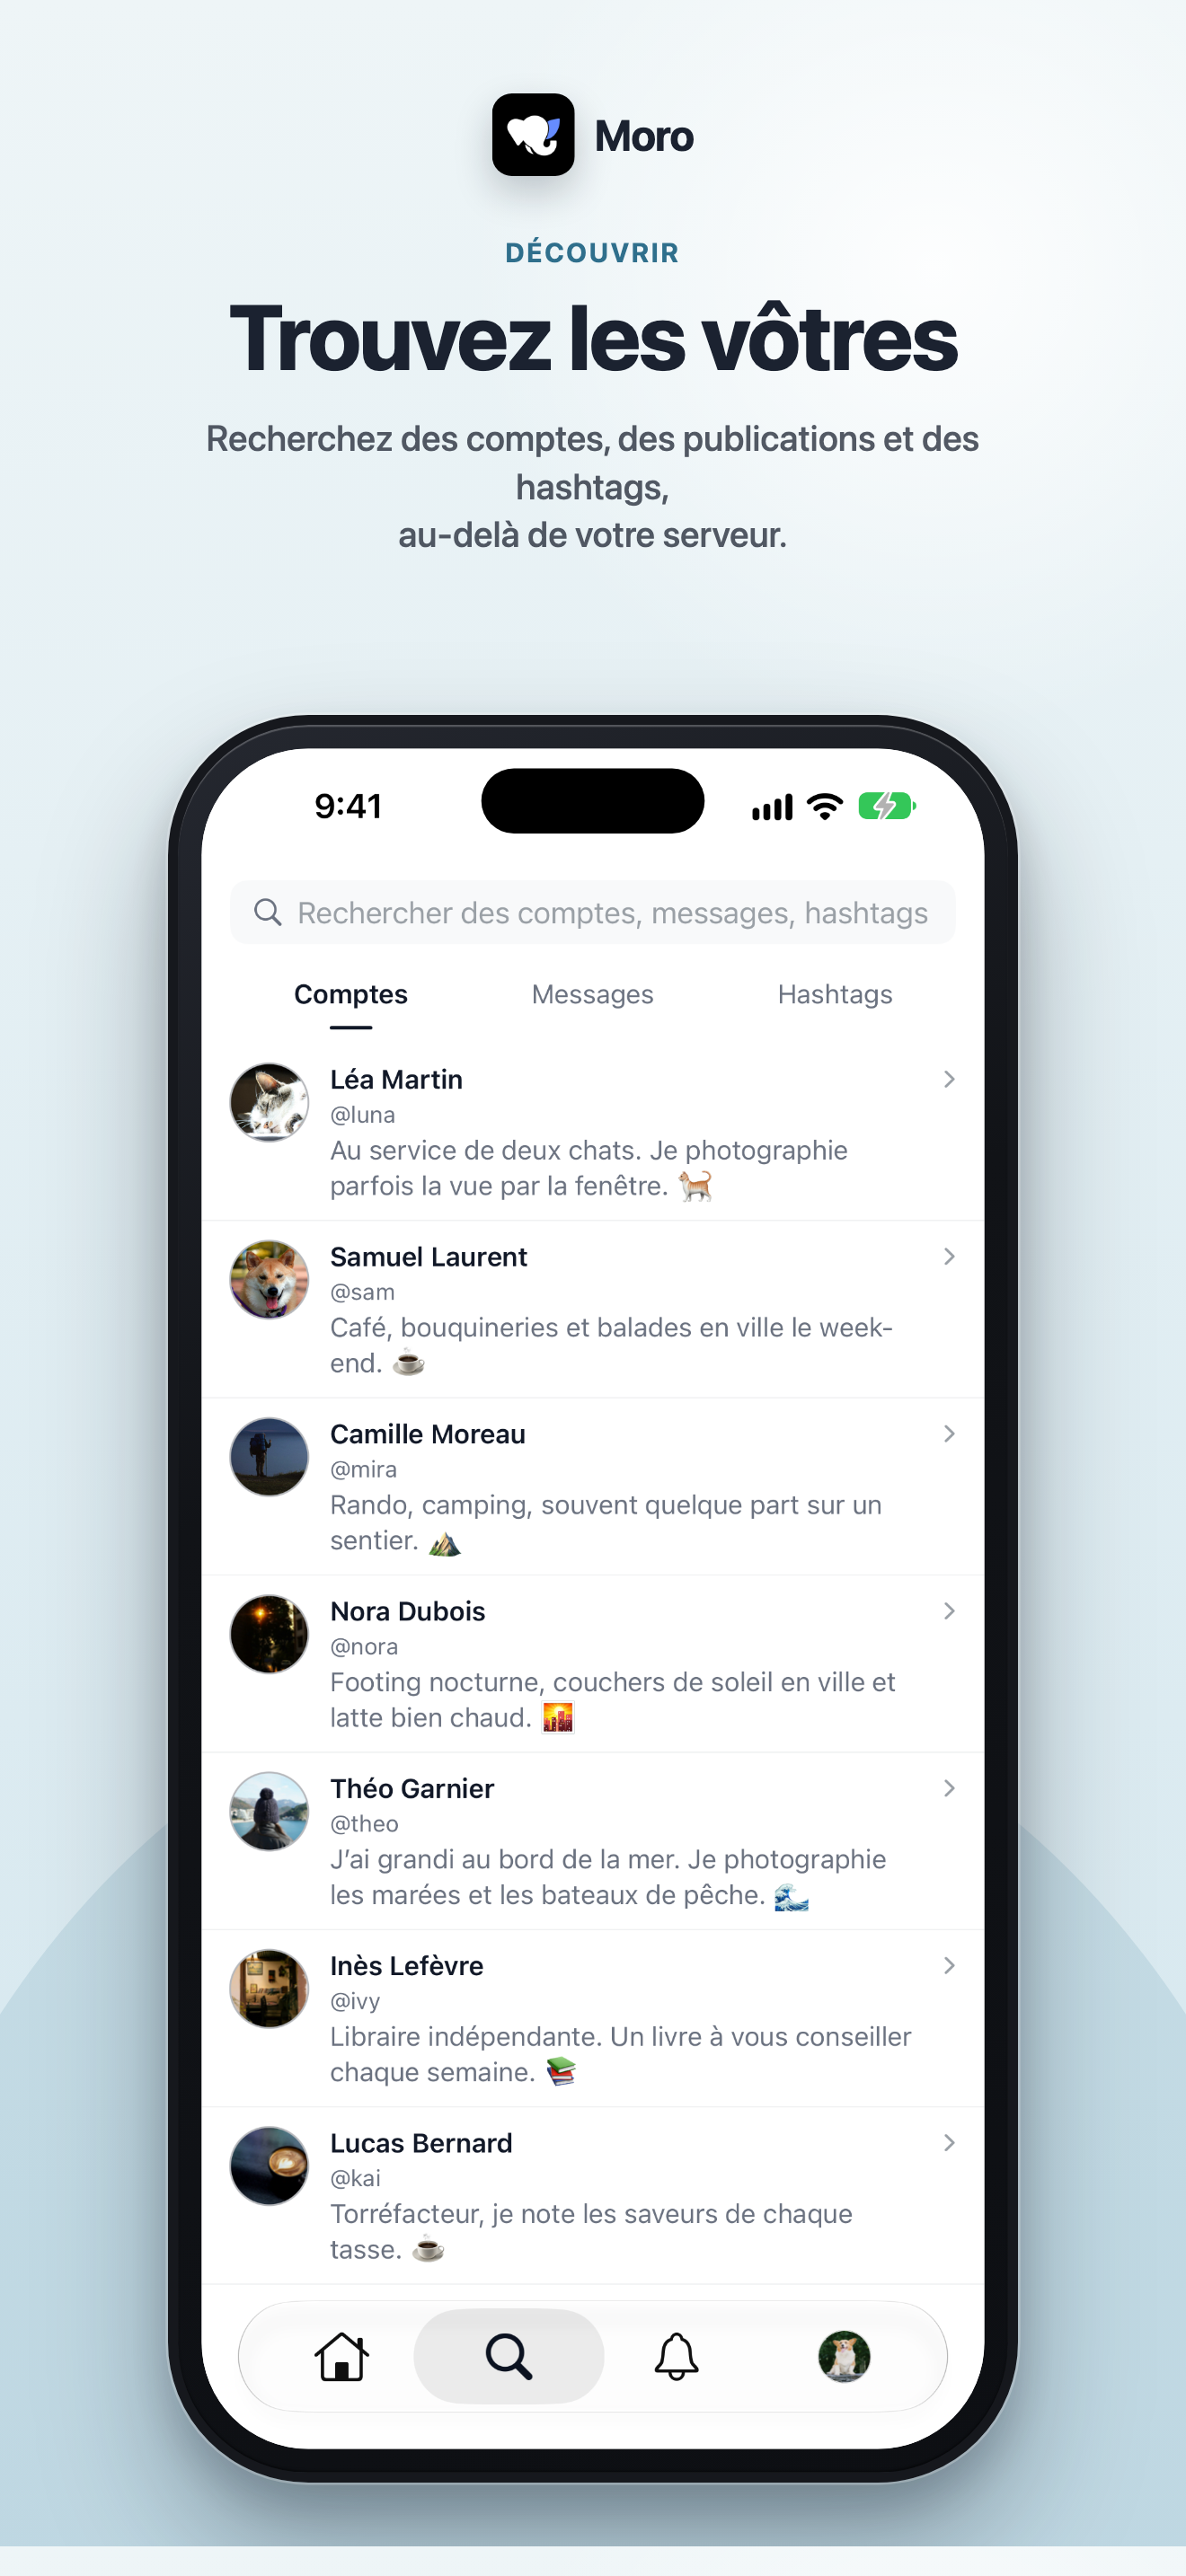 Moro
DÉCOUVRIR
Trouvez les vôtres
Recherchez des comptes, des publications et des
hashtags,
au-delà de votre serveur.
9:41
Rechercher des comptes, messages, hashtags
Comptes
Messages
Hashtags
Léa Martin
@luna
Au service de deux chats. Je photographie
parfois la vue par la fenêtre. 🐈
Samuel Laurent
@sam
Café, bouquineries et balades en ville le week-
end. ☕
Camille Moreau
@mira
Rando, camping, souvent quelque part sur un
sentier. ⛰️
Nora Dubois
@nora
Footing nocturne, couchers de soleil en ville et
latte bien chaud. 🌇
Théo Garnier
@theo
J’ai grandi au bord de la mer. Je photographie
les marées et les bateaux de pêche. 🌊
Inès Lefèvre
@ivy
Libraire indépendante. Un livre à vous conseiller
chaque semaine. 📚
Lucas Bernard
@kai
Torréfacteur, je note les saveurs de chaque
tasse. ☕